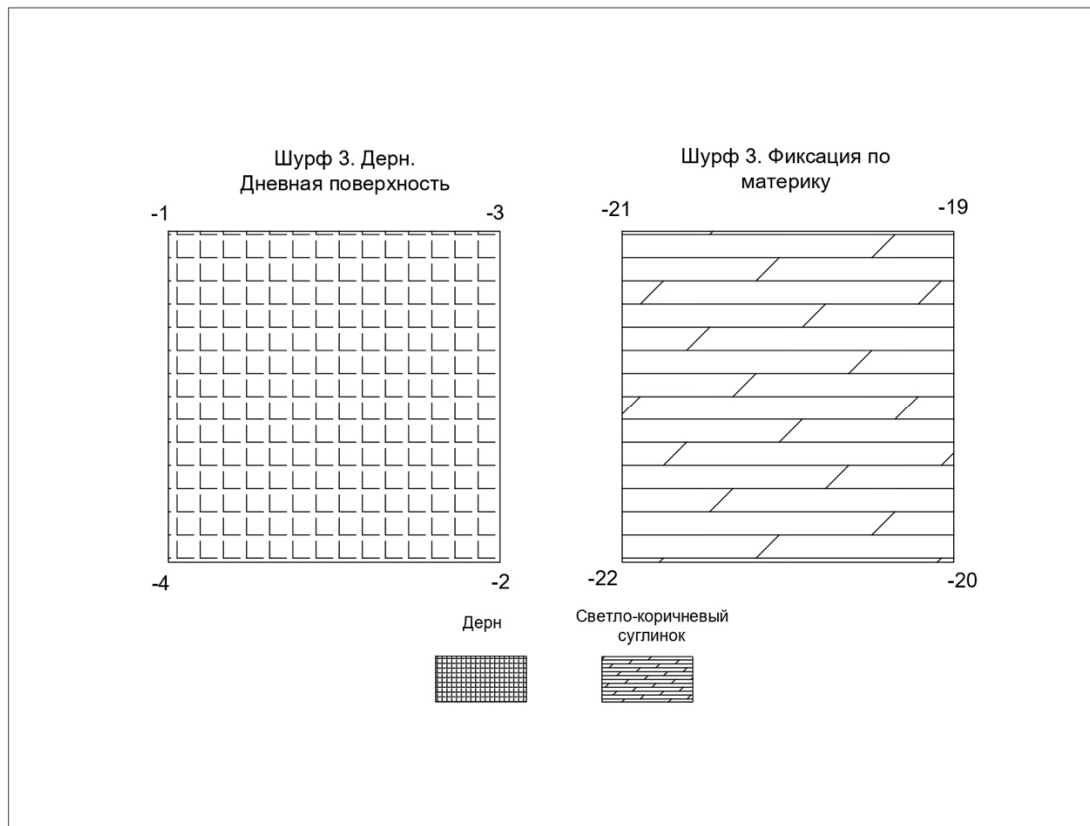 Шурф 3. Дерн.
Дневная поверхность
-1
-3
-4
-2
Шурф 3. Фиксация по
материку
-21
-19
-22
-20
Дерн
Светло-коричневый
суглинок